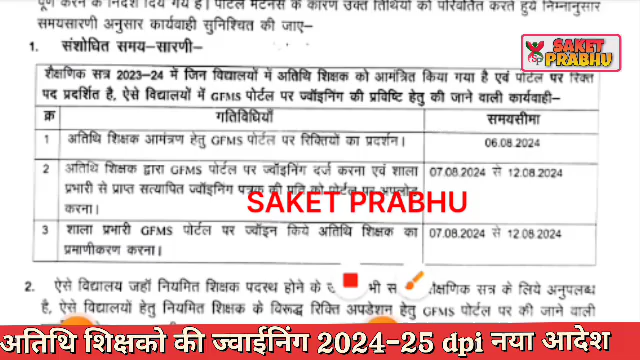 पूर्ण करने के निर्देश दिये गये है। पोर्टल मेंटनेंस के कारण उक्त तिथियों को परिवर्तित करते हुये निम्नानुसार
समयसारणी अनुसार कार्यवाही सुनिश्चित की जाए-
1. संशोधित समय-सारणी-
SAKET
PRABHU
शैक्षणिक सत्र 2023-24 में जिन विद्यालयों में अतिथि शिक्षक को आमंत्रित किया गया है एवं पोर्टल पर रिक्त
पद प्रदर्शित है, ऐसे विद्यालयों में GFMS पोर्टल पर ज्वॉइनिंग की प्रविष्टि हेतु की जाने वाली कार्यवाही-
क्र गतिविधियॉं समयसीमा
1 अतिथि शिक्षक आमंत्रण हेतु GFMS पोर्टल पर रिक्तियों का प्रदर्शन। 06.08.2024
2 अतिथि शिक्षक द्वारा GFMS पोर्टल पर ज्वॉइनिंग दर्ज करना एवं शाला 07.08.2024 से 12.08.2024
प्रभारी से प्राप्त सत्यापित ज्वॉइनिंग पत्रक की प्रति को पोर्टल पर अपलोड
करना।
SAKET PRABHU
3 शाला प्रभारी GFMS पोर्टल पर ज्वॉइन किये अतिथि शिक्षक का 07.08.2024 से 12.08.2024
प्रमाणीकरण करना।
2. ऐसे विद्यालय जहॉं नियमित शिक्षक पदस्थ होने के भी शैक्षणिक सत्र के लिये अनुपलब्ध
है, ऐसे विद्यालयों हेतु नियमित शिक्षक के विरूद्ध रिक्ति अपडेशन हेतु GFMS पोर्टल पर की जाने वाली
अतिथि शिक्षको की ज्वाईनिंग 2024-25 dpi नया आदेश